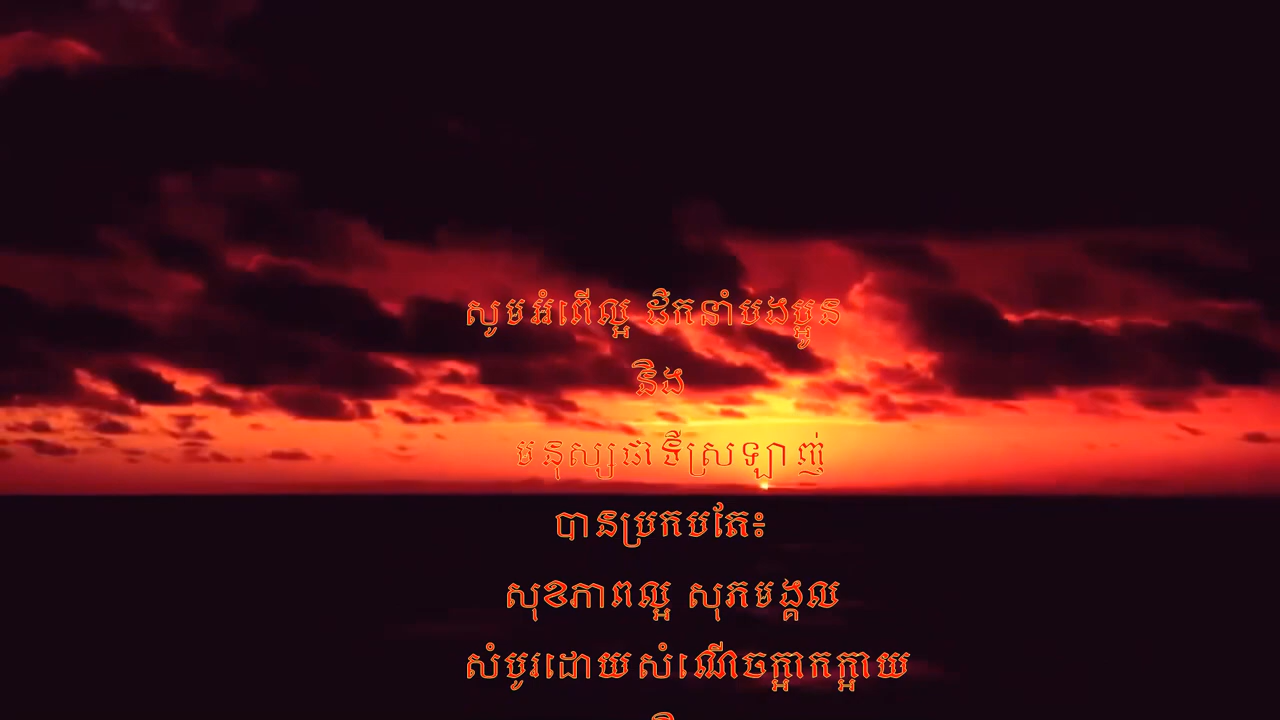 សូមអំពើល្អ ដឹកនាំបងប្អូន
និង
មនុស្សជាទីស្រឡាញ់
បានប្រកបតែ៖
សុខភាពល្អ សុភមង្គល
សំបូរដោយសំណើចក្អាកក្អាយ